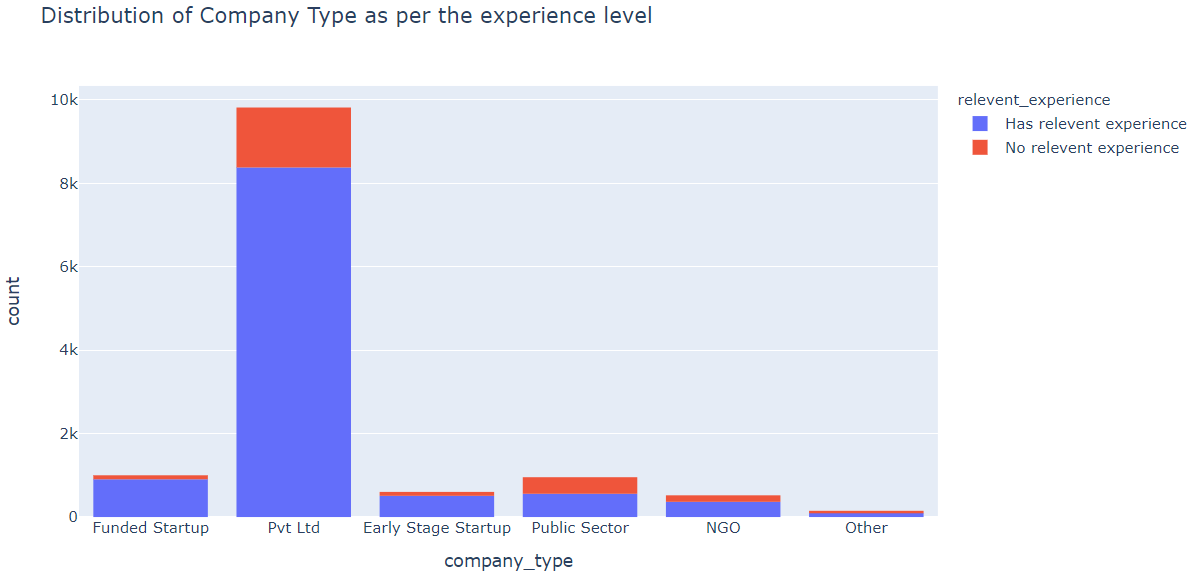 Distribution of Company Type as per the experience level
10k
8k
6k
4k
2k
0
count
Funded Startup
Pvt Ltd
Early Stage Startup
Public Sector
NGO
Other
company_type
relevent_experience
Has relevent experience
No relevent experience